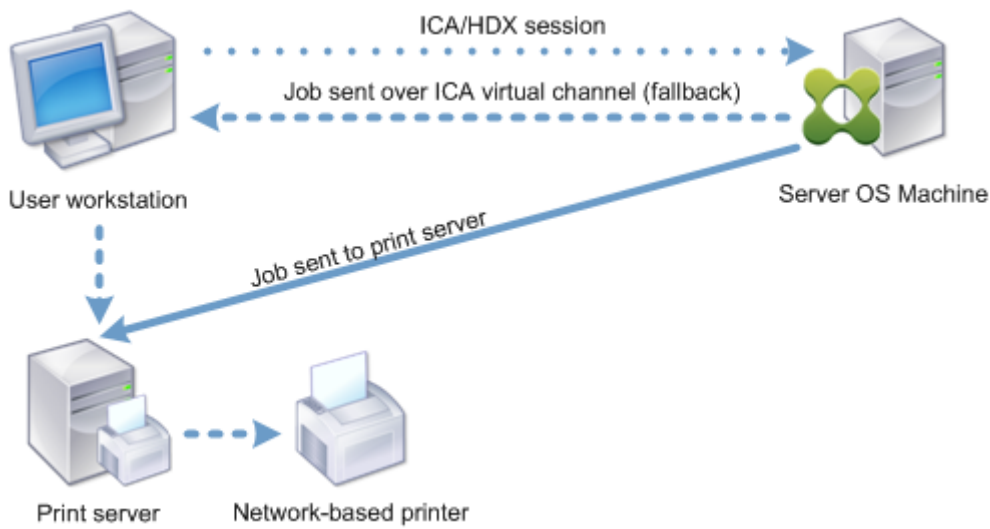 ICA/HDX session
Job sent over ICA virtual channel (fallback)
User workstation
Server OS Machine
Job sent to print server
Print server
Network-based printer